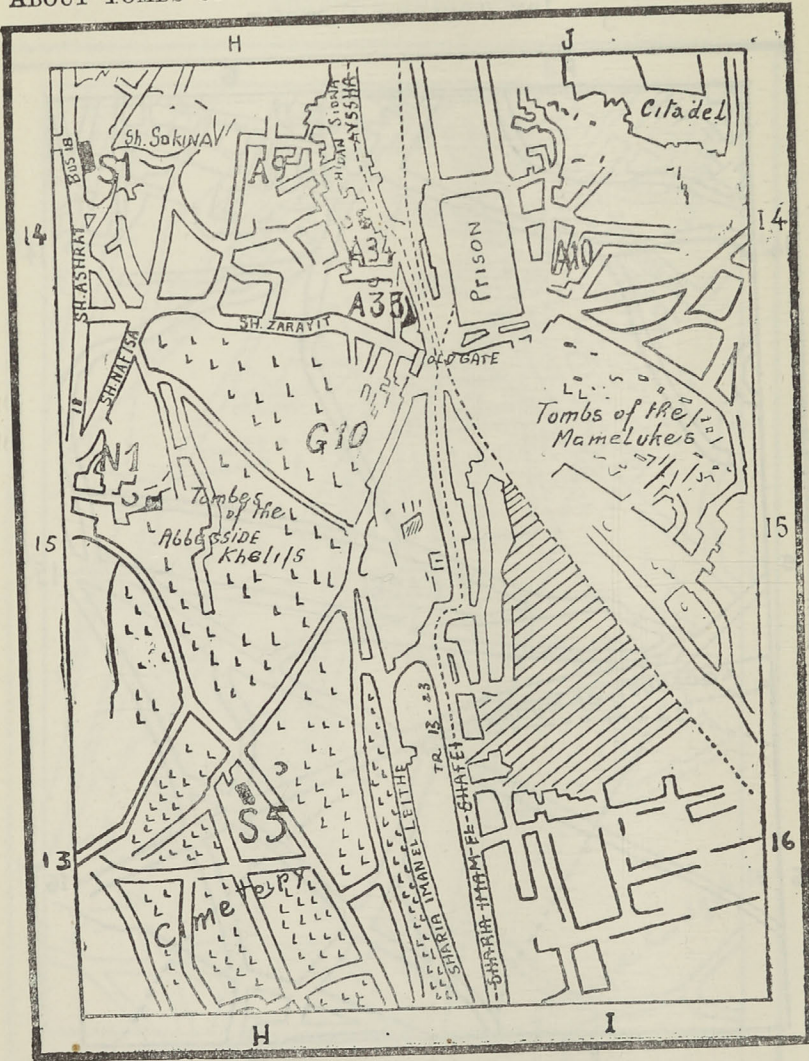 ABOUT TOMBS
H
J
Citadel
Sh. SOKINA
SIDNA
AYSSHA
BUS 18
S1
A9
14
14
A34
PRISON
A10
SH. ASHRAF
A33
SH. ZARAYIT
OLD GATE
SH. NAFISA
18
Tombs of the
Mamelukes
G10
N1
Tombes
of the
Abbesside
Khelifs
15
15
TR 13-23
S5
13
16
SHARIA IMAN EL LEITHE
SHARIA IMAM-EL-CHAFEI
Cimetery
H
I